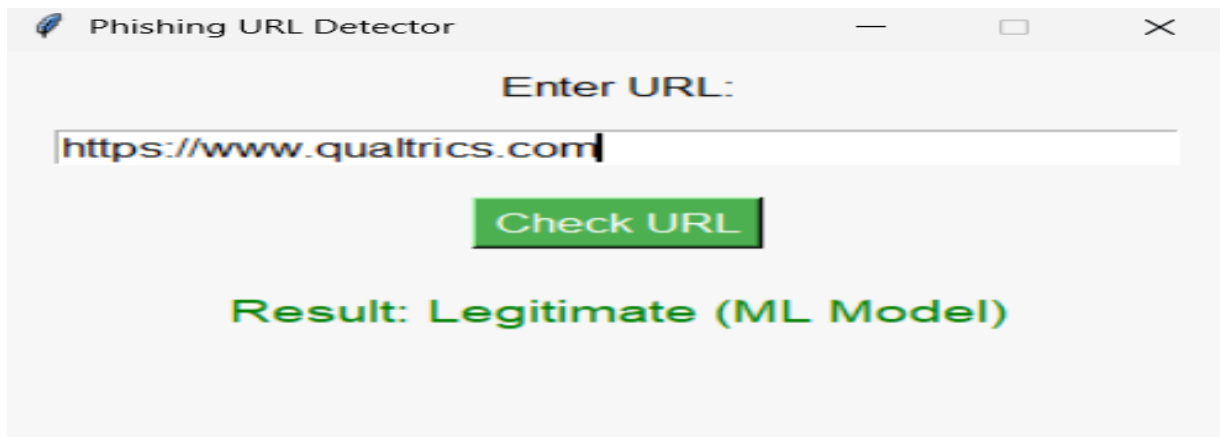 Phishing URL Detector
Enter URL:
https://www.qualtrics.com
Check URL
Result: Legitimate (ML Model)